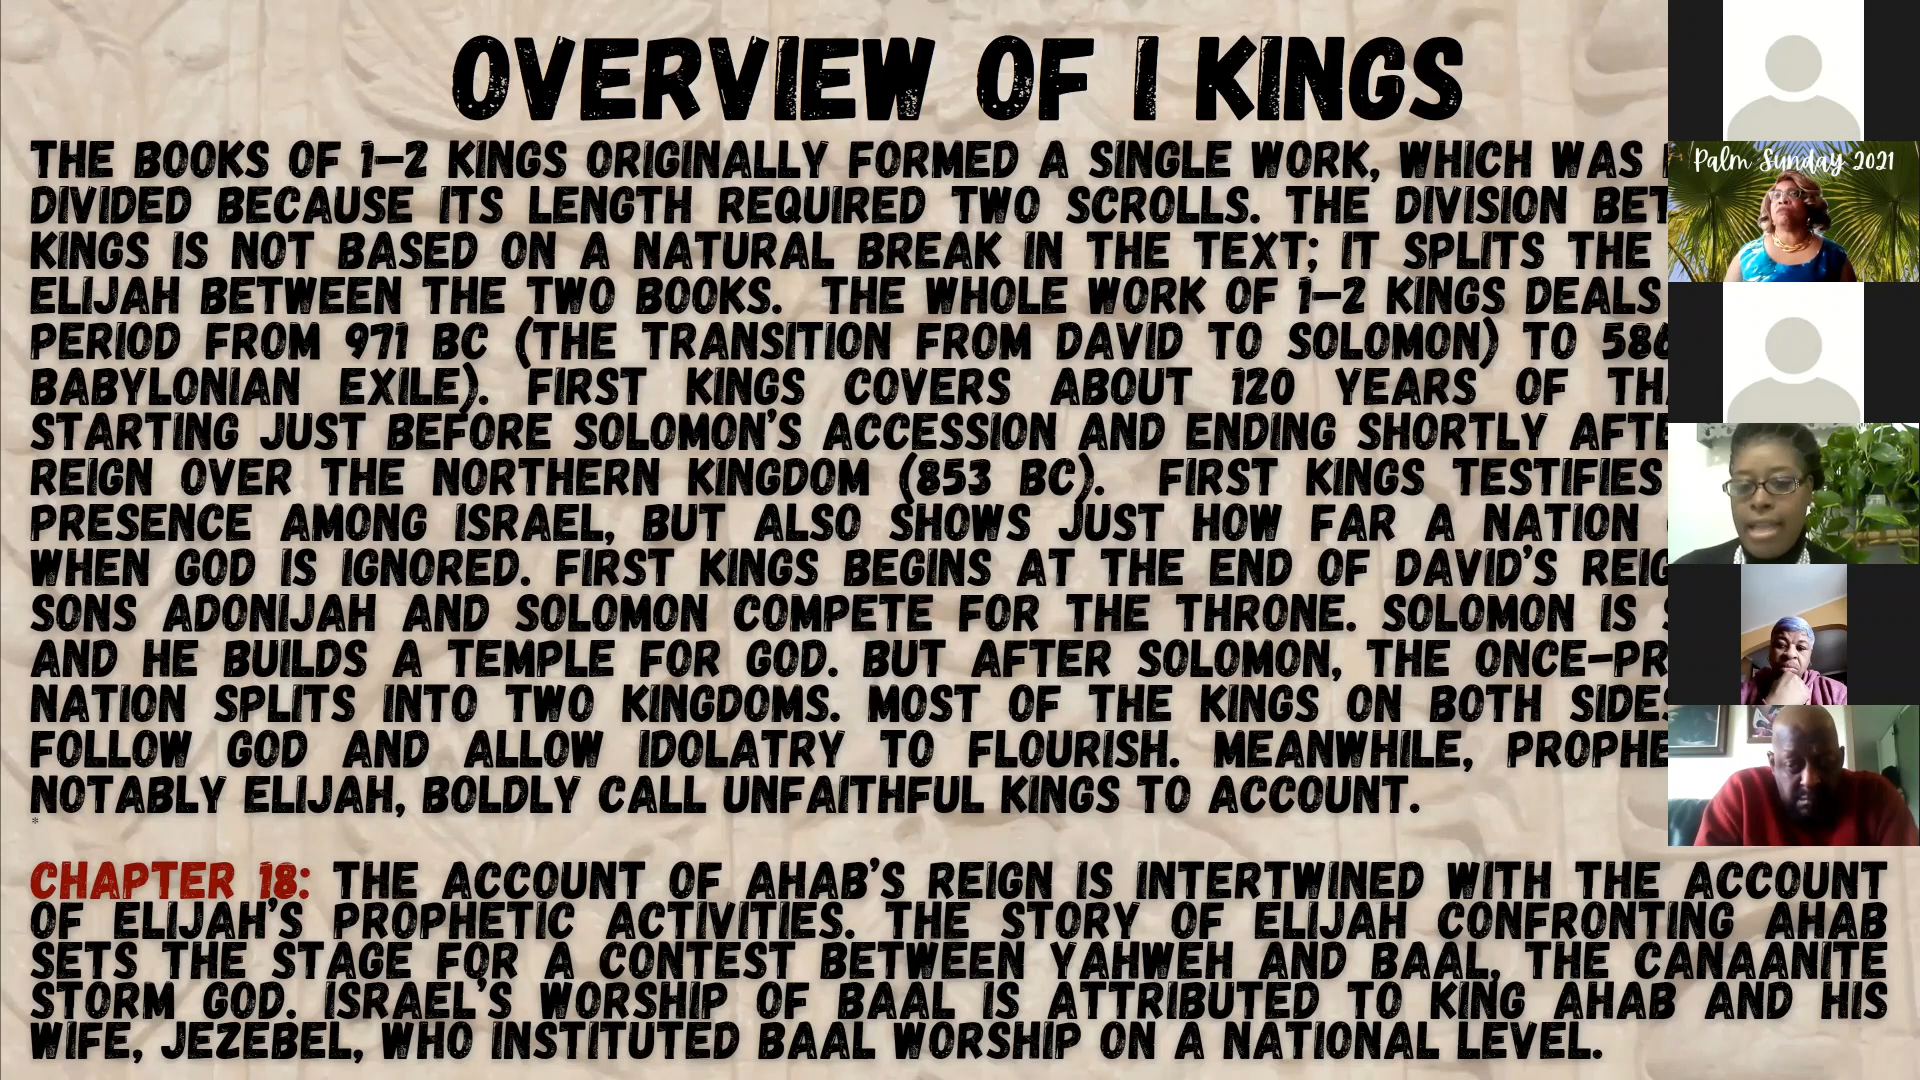 OVERVIEW OF I KINGS
THE BOOKS OF 1–2 KINGS ORIGINALLY FORMED A SINGLE WORK, WHICH WAS
DIVIDED BECAUSE ITS LENGTH REQUIRED TWO SCROLLS. THE DIVISION BET
KINGS IS NOT BASED ON A NATURAL BREAK IN THE TEXT; IT SPLITS THE
ELIJAH BETWEEN THE TWO BOOKS. THE WHOLE WORK OF 1–2 KINGS DEALS
PERIOD FROM 971 BC (THE TRANSITION FROM DAVID TO SOLOMON) TO 586
BABYLONIAN EXILE). FIRST KINGS COVERS ABOUT 120 YEARS OF
STARTING JUST BEFORE SOLOMON'S ACCESSION AND ENDING SHORTLY AFTE
REIGN OVER THE NORTHERN KINGDOM (853 BC). FIRST KINGS TESTIFIES
PRESENCE AMONG ISRAEL, BUT ALSO SHOWS JUST HOW FAR A NATION
WHEN GOD IS IGNORED. FIRST KINGS BEGINS AT THE END OF DAVID'S REIG
SONS ADONIJAH AND SOLOMON COMPETE FOR THE THRONE. SOLOMON IS
AND HE BUILDS A TEMPLE FOR GOD. BUT AFTER SOLOMON, THE ONCE–PR
NATION SPLITS INTO TWO KINGDOMS. MOST OF THE KINGS ON BOTH SIDES
FOLLOW GOD AND ALLOW IDOLATRY TO FLOURISH. MEANWHILE, PROPHE
NOTABLY ELIJAH, BOLDLY CALL UNFAITHFUL KINGS TO ACCOUNT.
*
CHAPTER 18: THE ACCOUNT OF AHAB'S REIGN IS INTERTWINED WITH THE ACCOUNT
OF ELIJAH'S PROPHETIC ACTIVITIES. THE STORY OF ELIJAH CONFRONTING AHAB
SETS THE STAGE FOR A CONTEST BETWEEN YAHWEH AND BAAL, THE CANAANITE
STORM GOD. ISRAEL'S WORSHIP OF BAAL IS ATTRIBUTED TO KING AHAB AND HIS
WIFE, JEZEBEL, WHO INSTITUTED BAAL WORSHIP ON A NATIONAL LEVEL.
Palm Sunday 2021